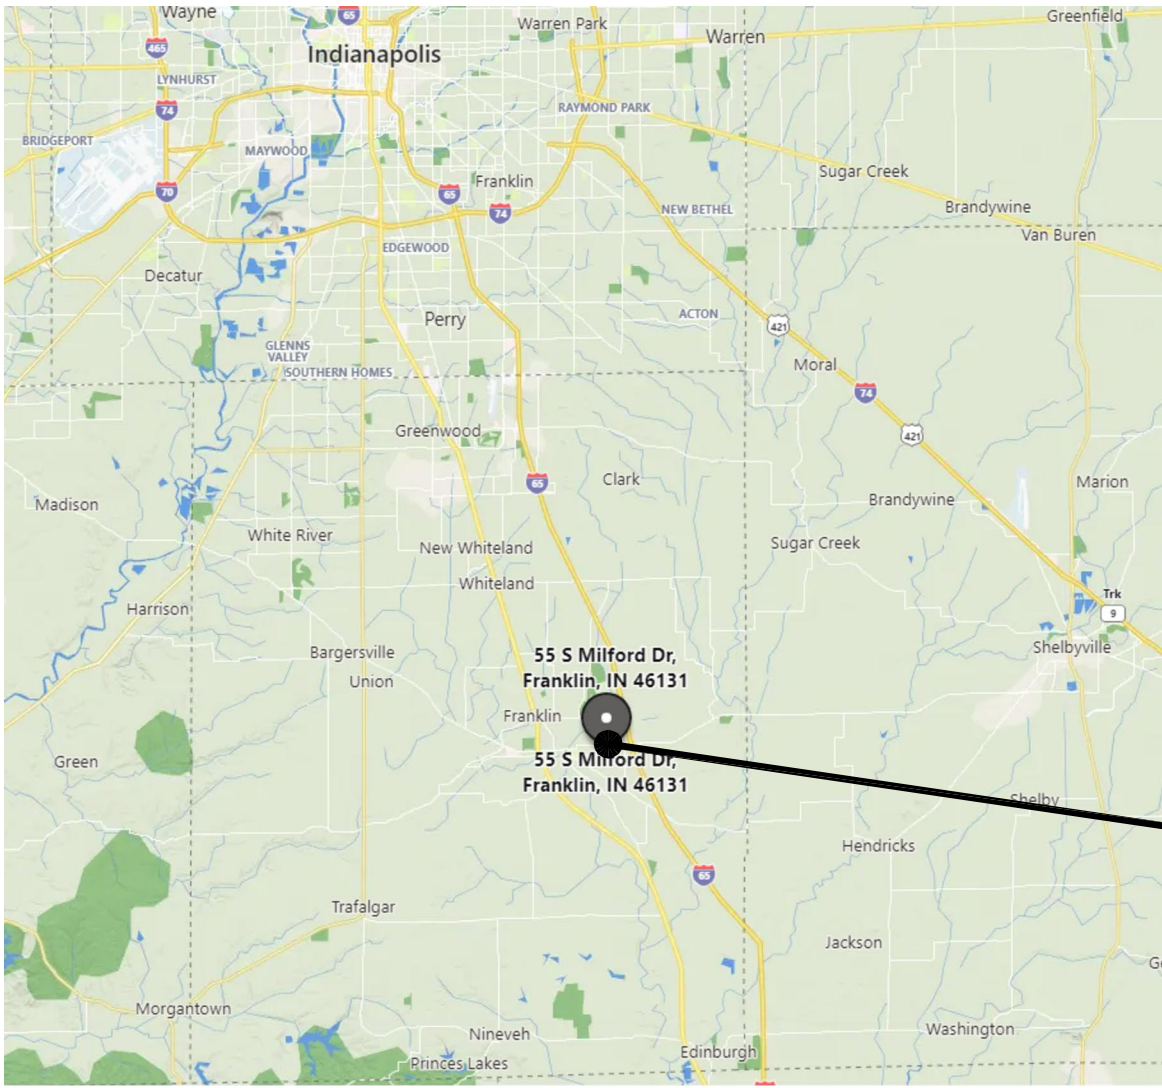 Wayne
65
Warren Park
Greenfield
Warren
465
Indianapolis
LYNHURST
74
RAYMOND PARK
BRIDGEPORT
MAYWOOD
Sugar Creek
70
65
Franklin
74
NEW BETHEL
Brandywine
Van Buren
EDGEWOOD
Decatur
Perry
ACTON
421
GLENNS
VALLEY
SOUTHERN HOMES
Moral
74
Greenwood
421
65
Clark
Marion
Madison
Brandywine
White River
New Whiteland
Sugar Creek
Whiteland
Trk
9
Harrison
Bargersville
55 S Milford Dr,
Franklin, IN 46131
Shelbyville
Union
Franklin
Green
55 S Milford Dr,
Franklin, IN 46131
Shelby
Hendricks
65
Trafalgar
Jackson
Morgantown
Nineveh
Washington
Princes Lakes
Edinburgh